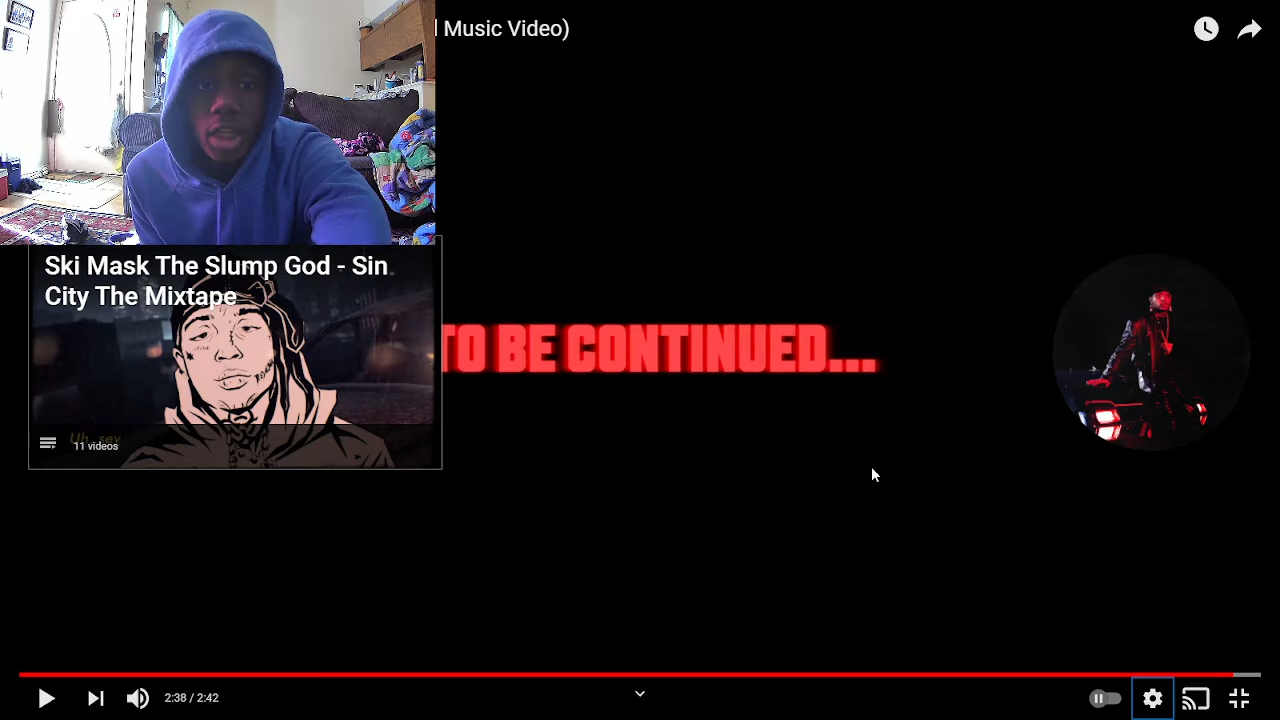 Music Video)
Ski Mask The Slump God - Sin
City The Mixtape
TO BE CONTINUED...
11 videos
2:38 / 2:42